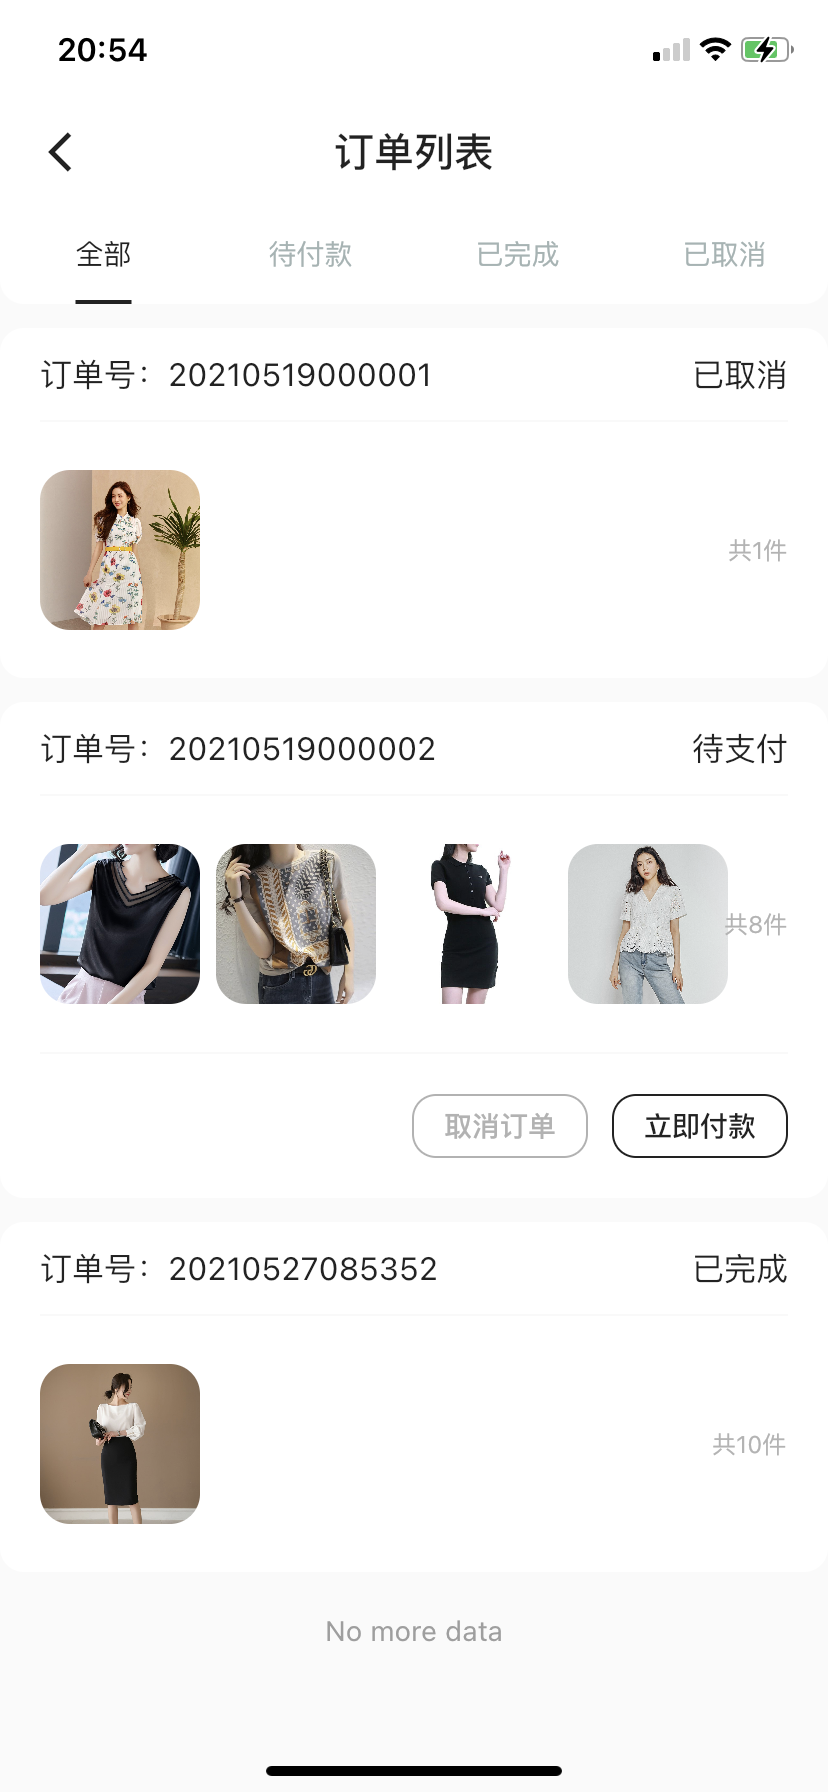 20:54
订单列表
全部 待付款 已完成 已取消
订单号：20210519000001 已取消
共1件
订单号：20210519000002 待支付
共8件
取消订单 立即付款
订单号：20210527085352 已完成
共10件
No more data